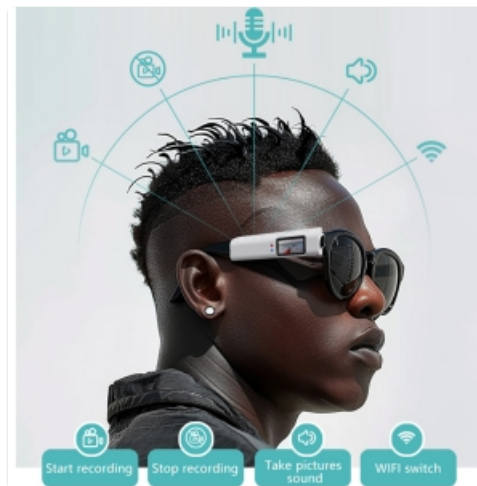 Start recording
Stop recording
Take pictures
sound
WIFI switch